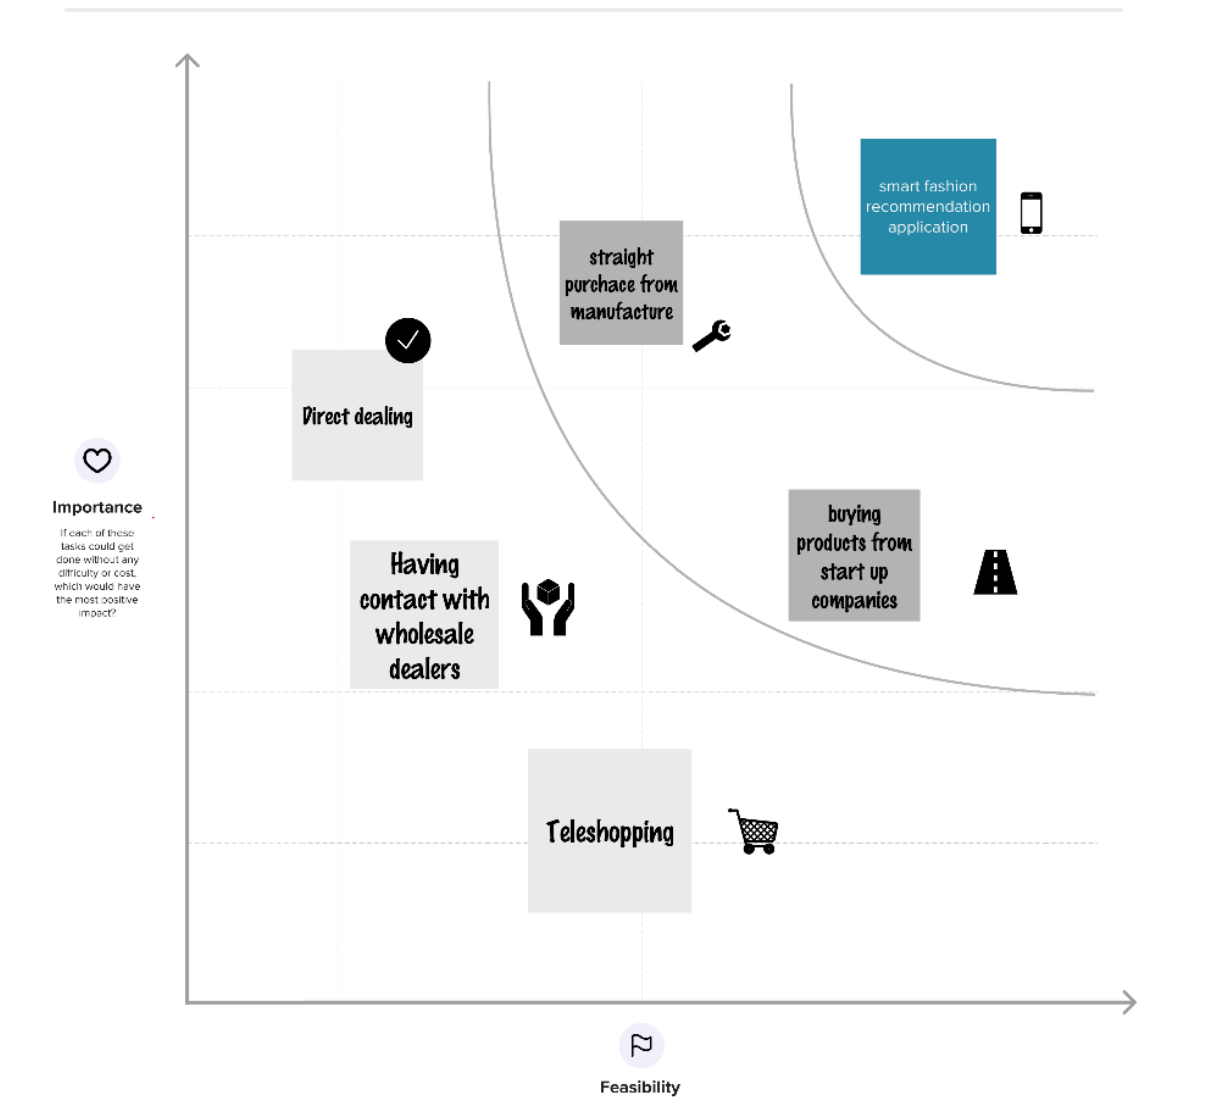 smart fashion
recommendation
application
straight
purchace from
manufacture
Direct dealing
buying
products from
start up
companies
Having
contact with
wholesale
dealers
Teleshopping
Importance
If each of these
tasks could get
done without any
difficulty or cost,
which would have
the most positive
impact?
Feasibility